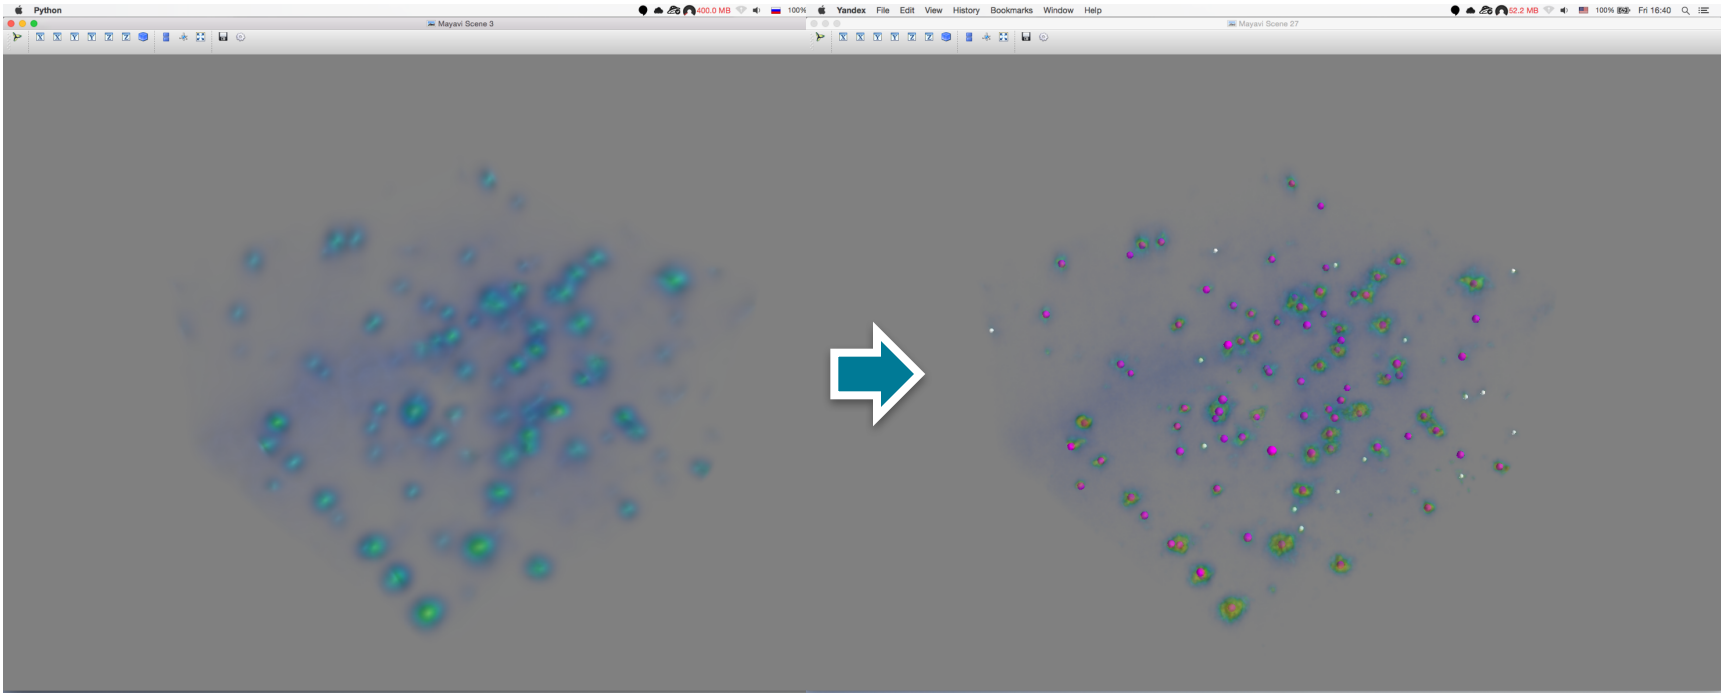 Python 400.0 MB 100% Yandex File Edit View History Bookmarks Window Help 52.2 MB 100% Fri 16:40
Mayavi Scene 3 Mayavi Scene 27
X X Y Y Z Z X X Y Y Z Z